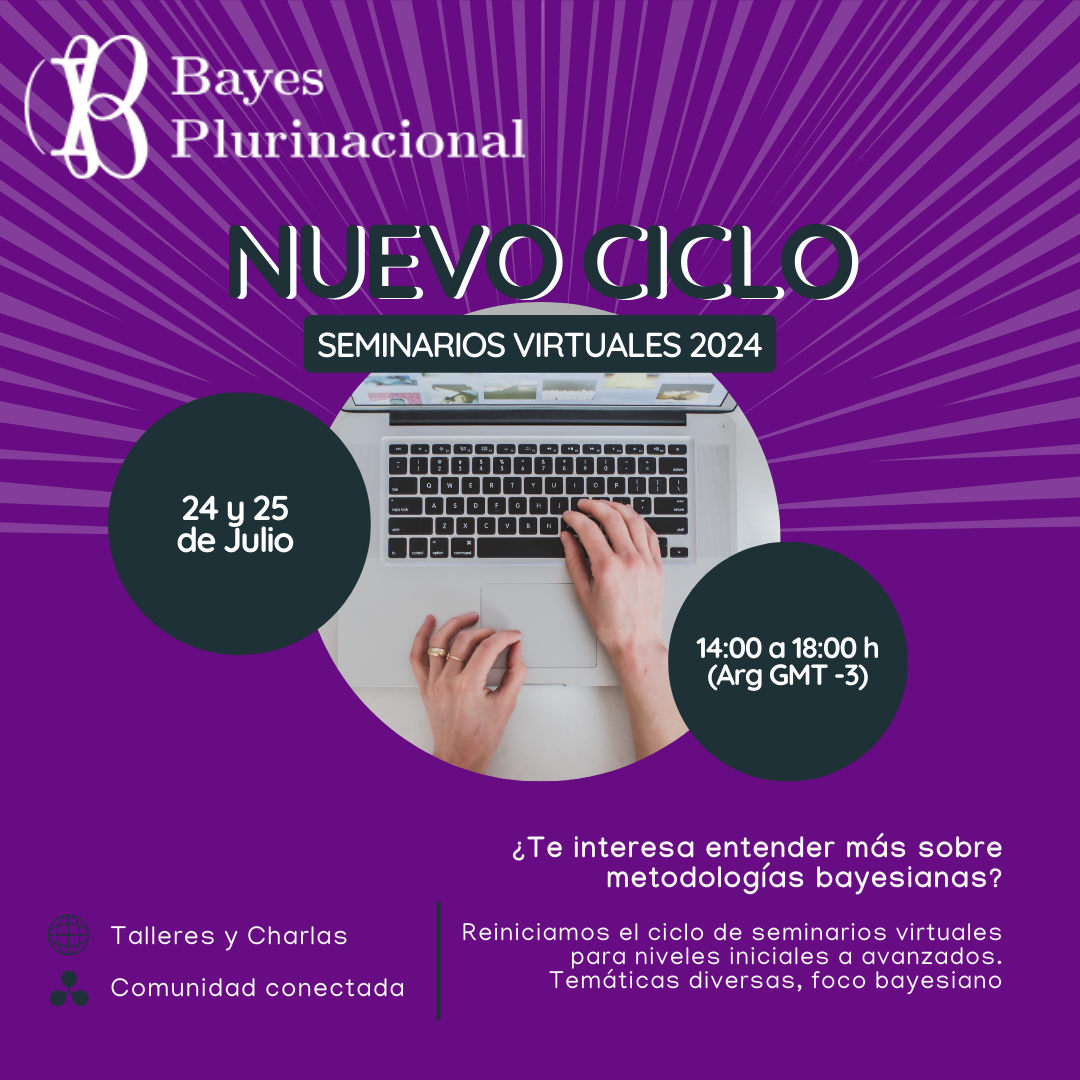 Bayes
Plurinacional
NUEVO CICLO
SEMINARIOS VIRTUALES 2024
24 y 25
de Julio
14:00 a 18:00 h
(Arg GMT -3)
¿Te interesa entender más sobre
metodologías bayesianas?
Talleres y Charlas
Comunidad conectada
Reiniciamos el ciclo de seminarios virtuales
para niveles iniciales a avanzados.
Temáticas diversas, foco bayesiano